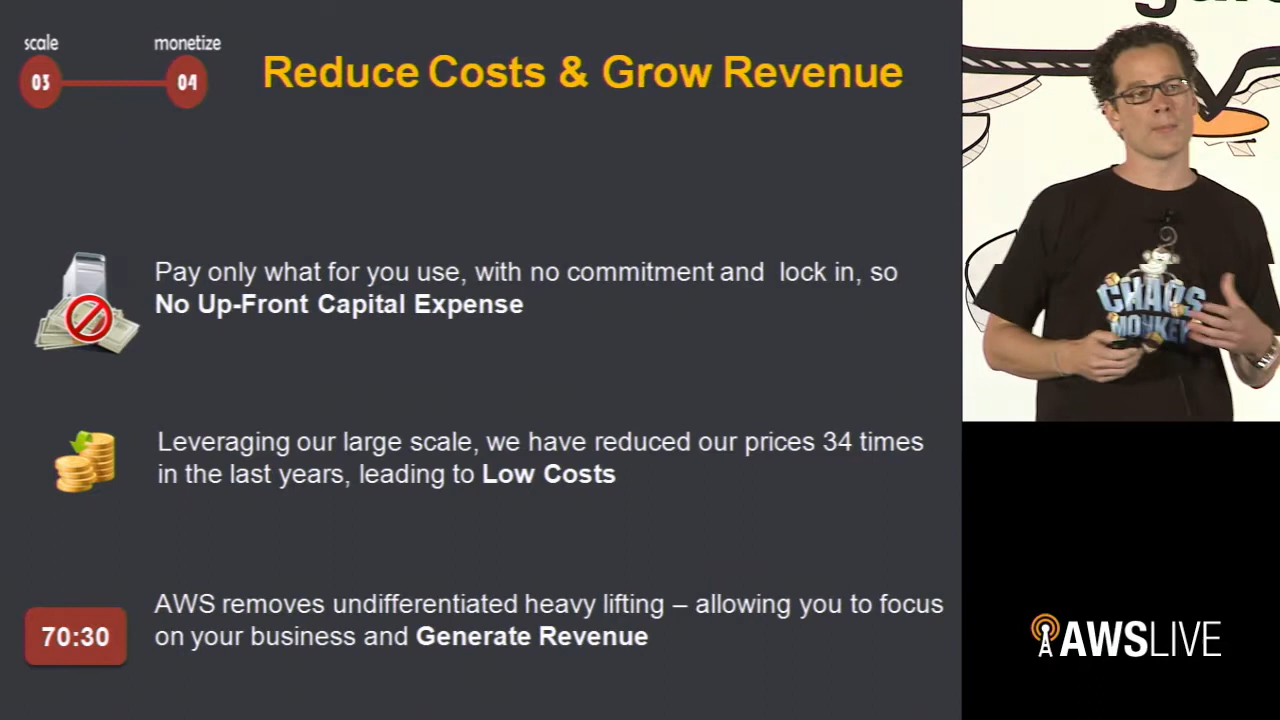 scale
monetize
03
04
Reduce Costs & Grow Revenue
Pay only what for you use, with no commitment and lock in, so
No Up-Front Capital Expense
Leveraging our large scale, we have reduced our prices 34 times
in the last years, leading to Low Costs
70:30
AWS removes undifferentiated heavy lifting – allowing you to focus
on your business and Generate Revenue
CHAOS
MONKEY
AWSLIVE